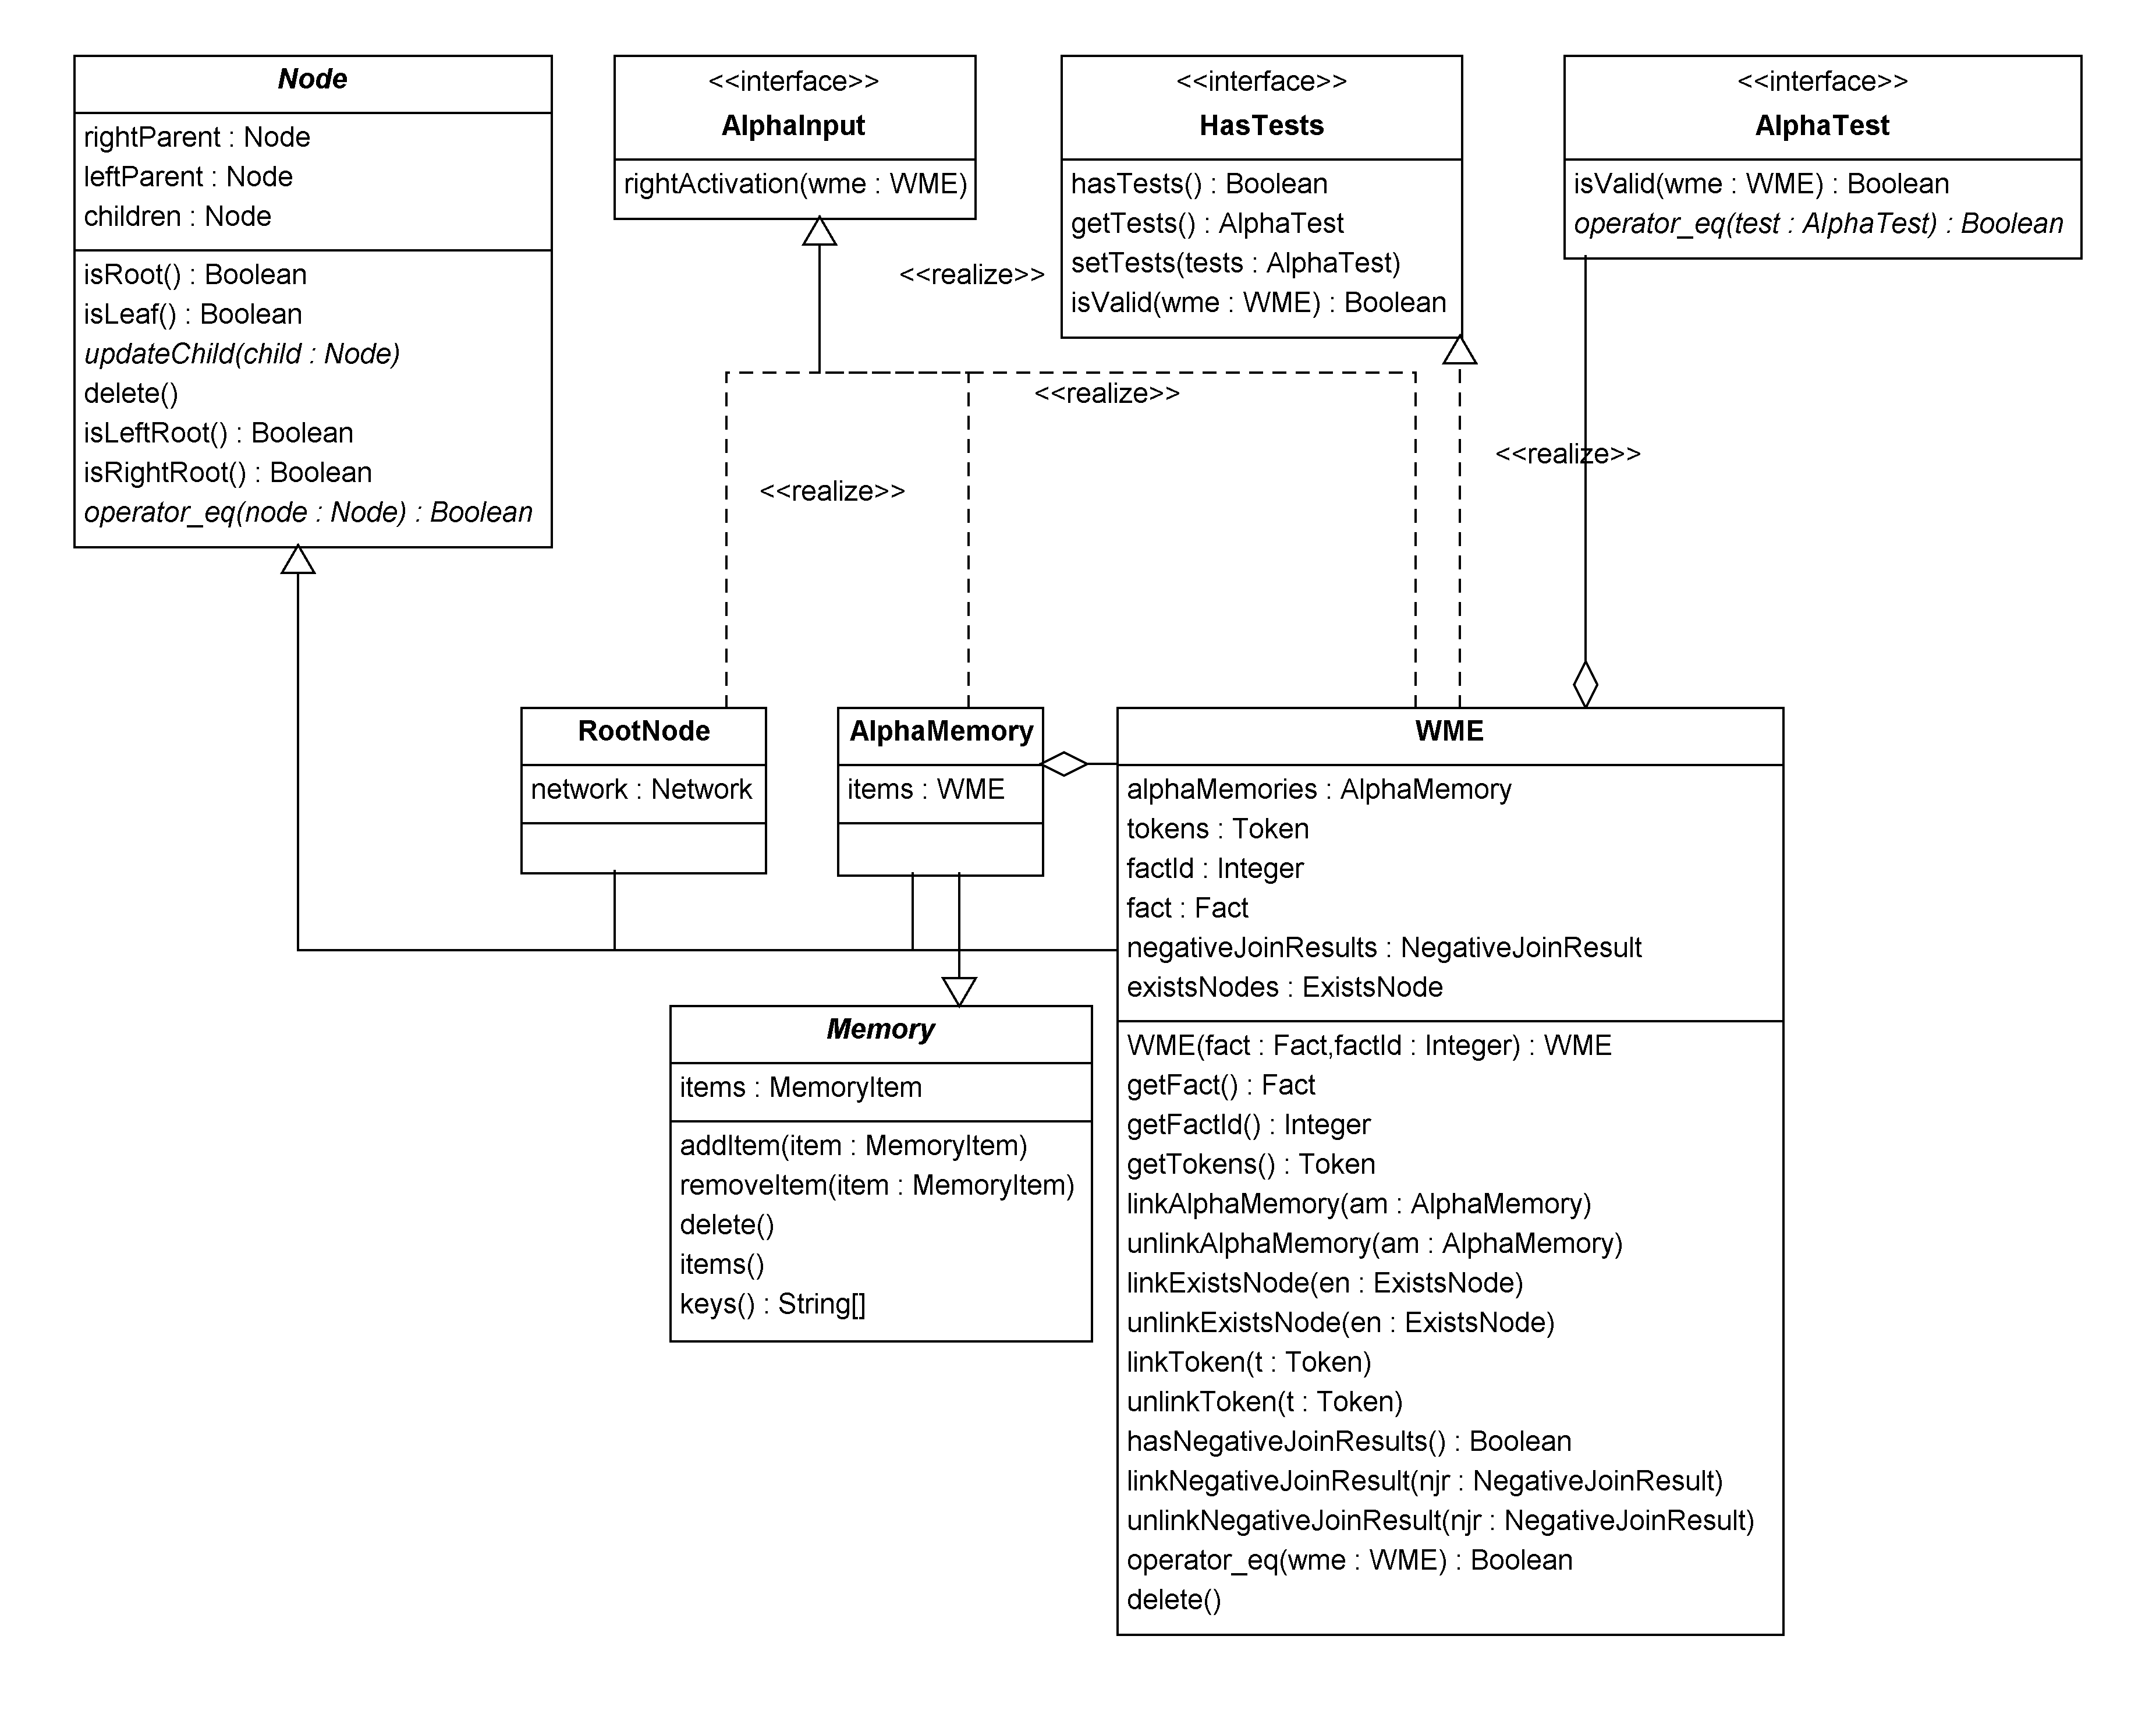 Node
rightParent : Node
leftParent : Node
children : Node
isRoot() : Boolean
isLeaf() : Boolean
updateChild(child : Node)
delete()
isLeftRoot() : Boolean
isRightRoot() : Boolean
operator_eq(node : Node) : Boolean
<<interface>>
AlphaInput
rightActivation(wme : WME)
<<interface>>
HasTests
hasTests() : Boolean
getTests() : AlphaTest
setTests(tests : AlphaTest)
isValid(wme : WME) : Boolean
<<interface>>
AlphaTest
isValid(wme : WME) : Boolean
operator_eq(test : AlphaTest) : Boolean
<<realize>>
<<realize>>
<<realize>>
<<realize>>
RootNode
network : Network
AlphaMemory
items : WME
WME
alphaMemories : AlphaMemory
tokens : Token
factId : Integer
fact : Fact
negativeJoinResults : NegativeJoinResult
existsNodes : ExistsNode
WME(fact : Fact,factId : Integer) : WME
getFact() : Fact
getFactId() : Integer
getTokens() : Token
linkAlphaMemory(am : AlphaMemory)
unlinkAlphaMemory(am : AlphaMemory)
linkExistsNode(en : ExistsNode)
unlinkExistsNode(en : ExistsNode)
linkToken(t : Token)
unlinkToken(t : Token)
hasNegativeJoinResults() : Boolean
linkNegativeJoinResult(njr : NegativeJoinResult)
unlinkNegativeJoinResult(njr : NegativeJoinResult)
operator_eq(wme : WME) : Boolean
delete()
Memory
items : MemoryItem
addItem(item : MemoryItem)
removeItem(item : MemoryItem)
delete()
items()
keys() : String[]